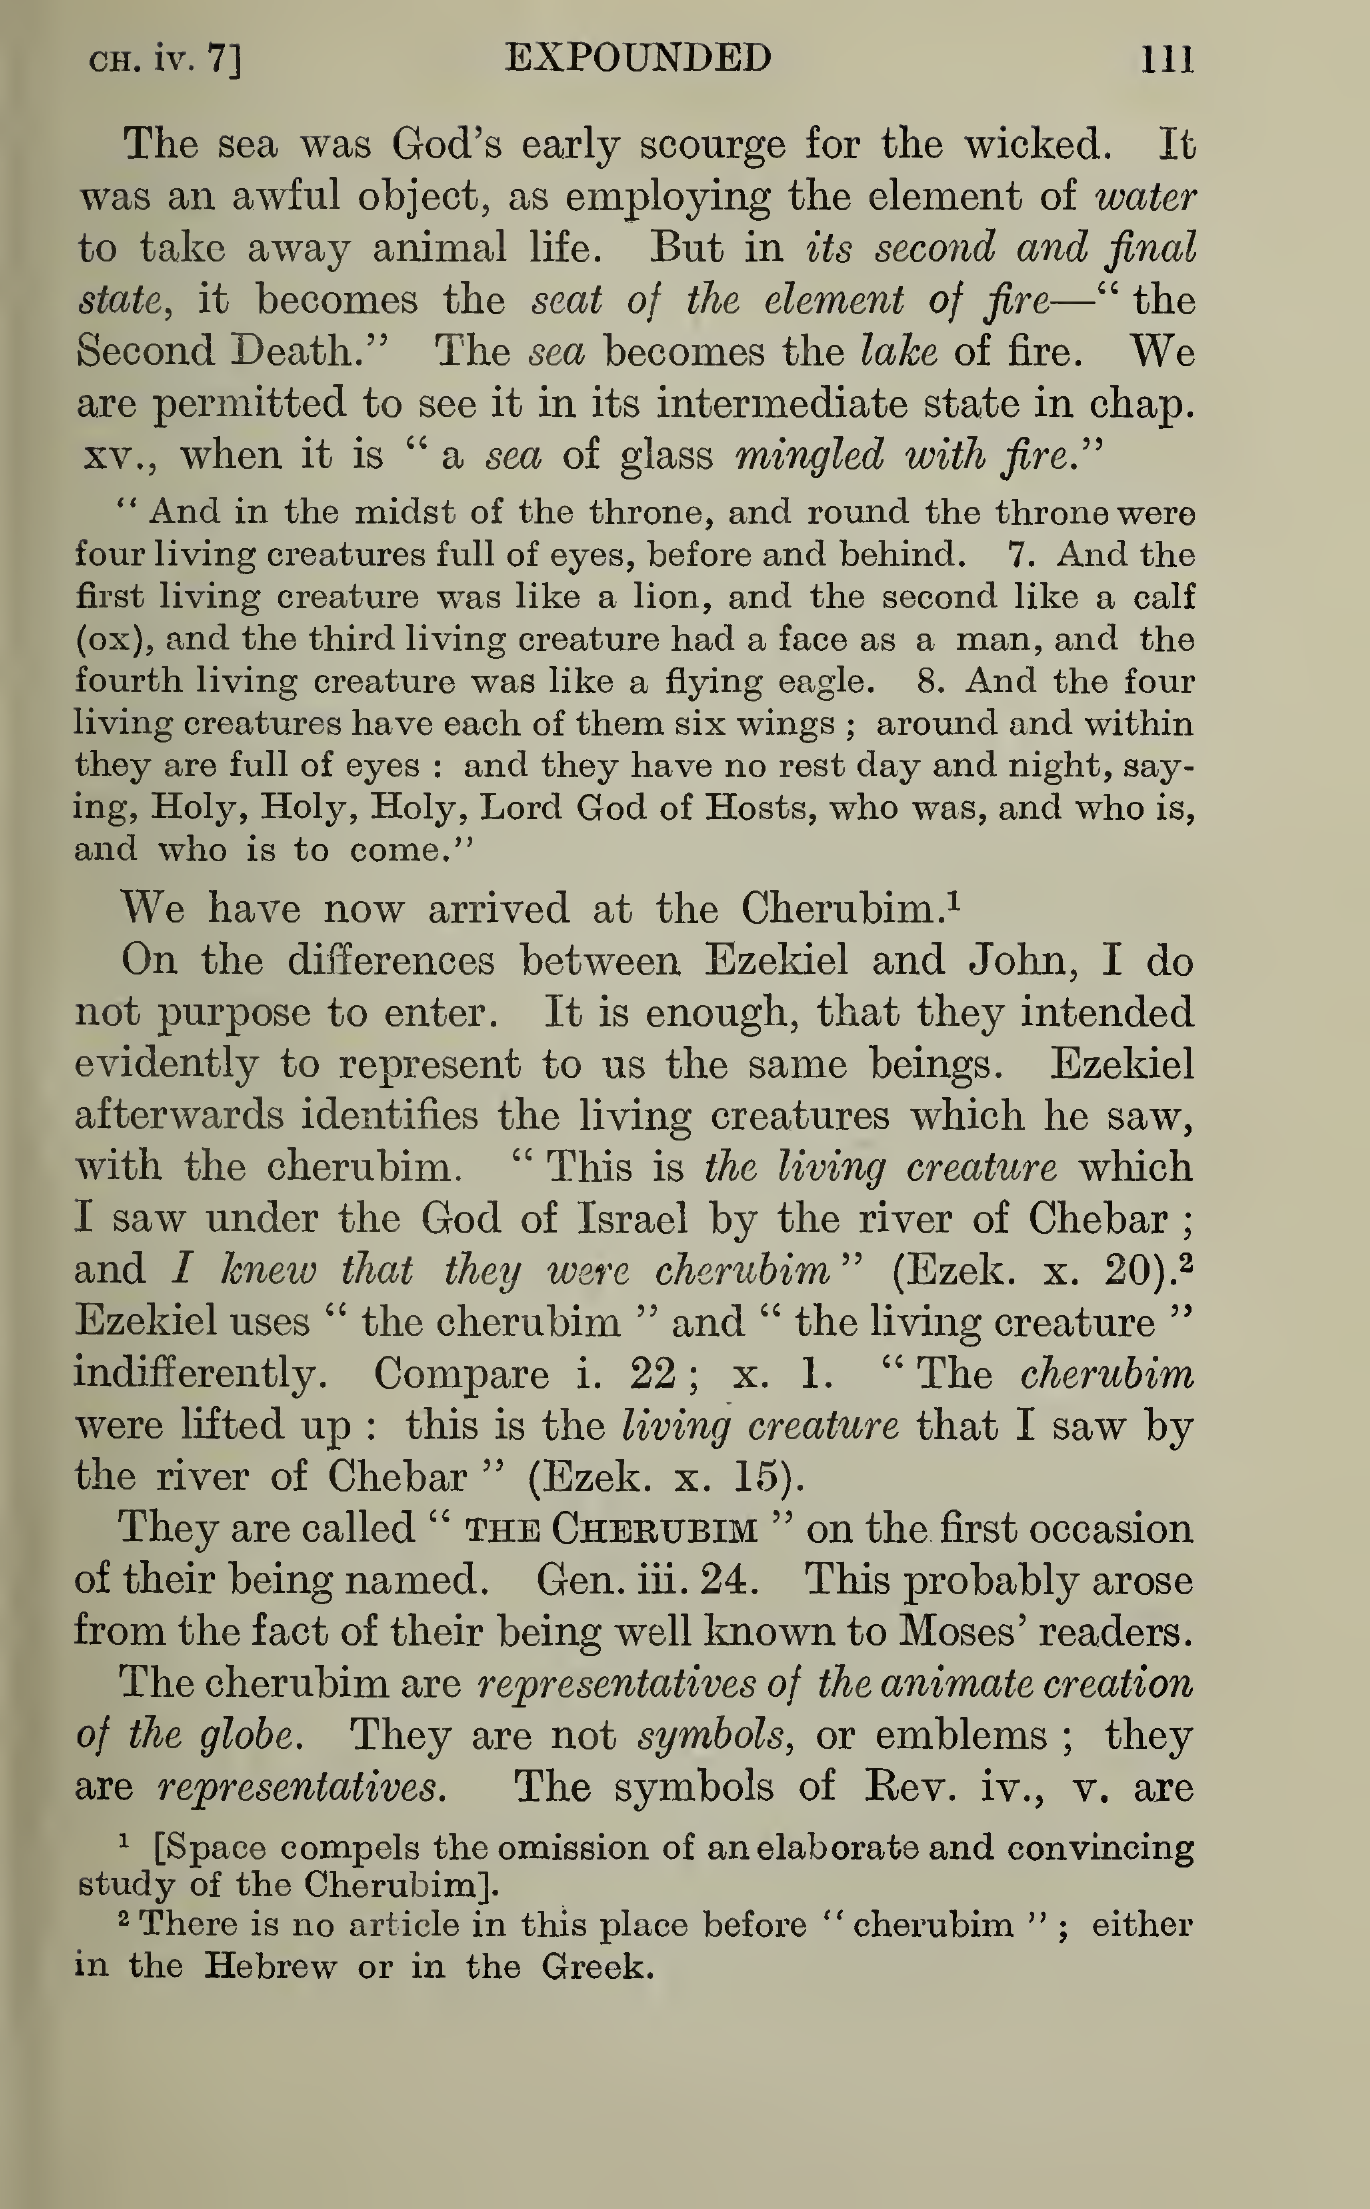 CH. iv. 7] EXPOUNDED 111
The sea was God's early scourge for the wicked. It
was an awful object, as employing the element of water
to take away animal life. But in its second and final
state, it becomes the seat of the element of fire—“ the
Second Death.” The sea becomes the lake of fire. We
are permitted to see it in its intermediate state in chap.
xv., when it is “ a sea of glass mingled with fire.”
“ And in the midst of the throne, and round the throne were
four living creatures full of eyes, before and behind. 7. And the
first living creature was like a lion, and the second like a calf
(ox), and the third living creature had a face as a man, and the
fourth living creature was like a flying eagle. 8. And the four
living creatures have each of them six wings ; around and within
they are full of eyes : and they have no rest day and night, say-
ing, Holy, Holy, Holy, Lord God of Hosts, who was, and who is,
and who is to come.”
We have now arrived at the Cherubim.¹
On the differences between Ezekiel and John, I do
not purpose to enter. It is enough, that they intended
evidently to represent to us the same beings. Ezekiel
afterwards identifies the living creatures which he saw,
with the cherubim. “ This is the living creature which
I saw under the God of Israel by the river of Chebar ;
and I knew that they were cherubim ” (Ezek. x. 20).²
Ezekiel uses “ the cherubim ” and “ the living creature ”
indifferently. Compare i. 22 ; x. 1. “ The cherubim
were lifted up : this is the living creature that I saw by
the river of Chebar ” (Ezek. x. 15).
They are called “ THE CHERUBIM ” on the first occasion
of their being named. Gen. iii. 24. This probably arose
from the fact of their being well known to Moses’ readers.
The cherubim are representatives of the animate creation
of the globe. They are not symbols, or emblems ; they
are representatives. The symbols of Rev. iv., v. are
¹ [Space compels the omission of an elaborate and convincing
study of the Cherubim].
² There is no article in this place before “ cherubim ” ; either
in the Hebrew or in the Greek.